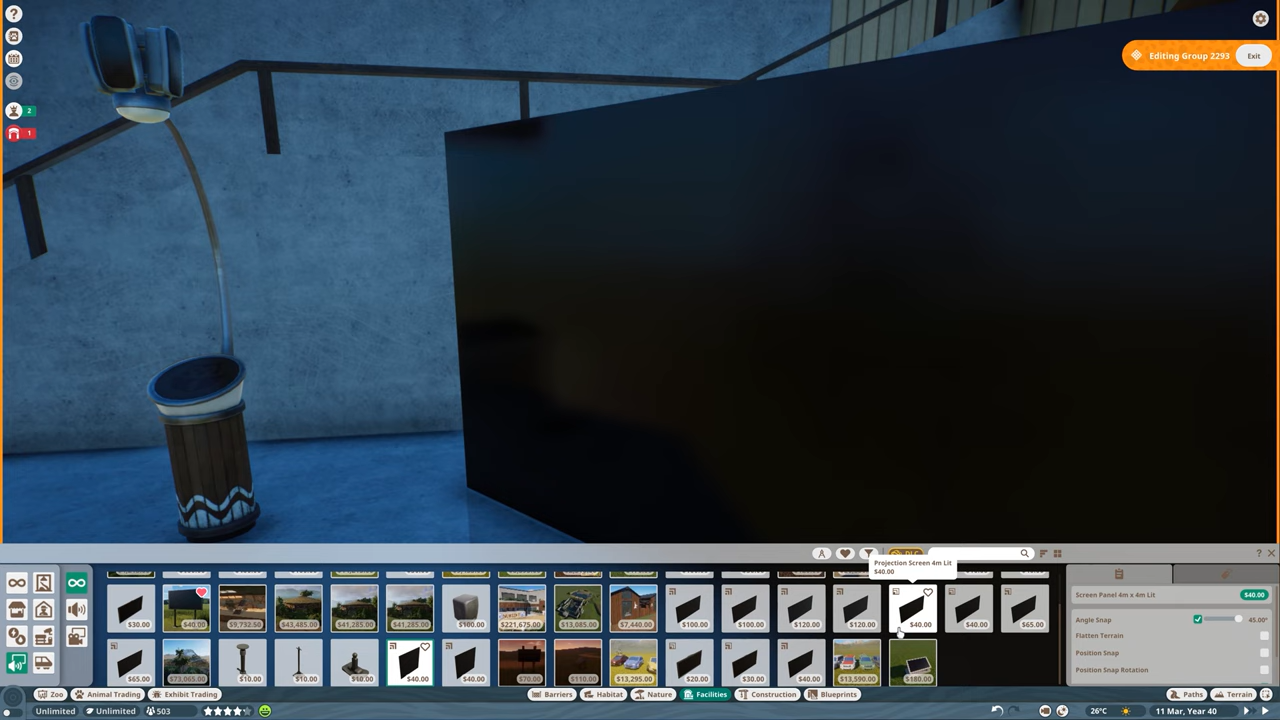 ?
Editing Group 2293
Exit
2
1
DLC
Projection Screen 4m Lit
$40.00
? ×
$30.00
$100.00
$9,732.50
$43,485.00
$41,285.00
$41,285.00
$100.00
$221,675.00
$13,085.00
$7,440.00
$100.00
$100.00
$120.00
$120.00
$40.00
$40.00
$65.00
$65.00
$73,065.00
$10.00
$10.00
$10.00
$40.00
$40.00
$70.00
$110.00
$13,295.00
$20.00
$30.00
$40.00
$13,590.00
$180.00
Screen Panel 4m x 4m Lit
$40.00
Angle Snap
45.00°
Flatten Terrain
Position Snap
Position Snap Rotation
Zoo
Animal Trading
Exhibit Trading
Barriers
Habitat
Nature
Facilities
Construction
Blueprints
Paths
Terrain
Unlimited
Unlimited
503
26°C
11 Mar, Year 40